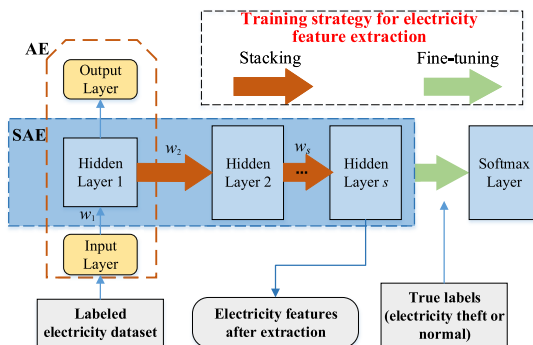 Training strategy for electricity
feature extraction
Stacking
Fine-tuning
AE
Output
Layer
SAE
Hidden
Layer 1
w2
Hidden
Layer 2
ws
...
Hidden
Layer s
Softmax
Layer
w1
Input
Layer
Labeled
electricity dataset
Electricity features
after extraction
True labels
(electricity theft or
normal)